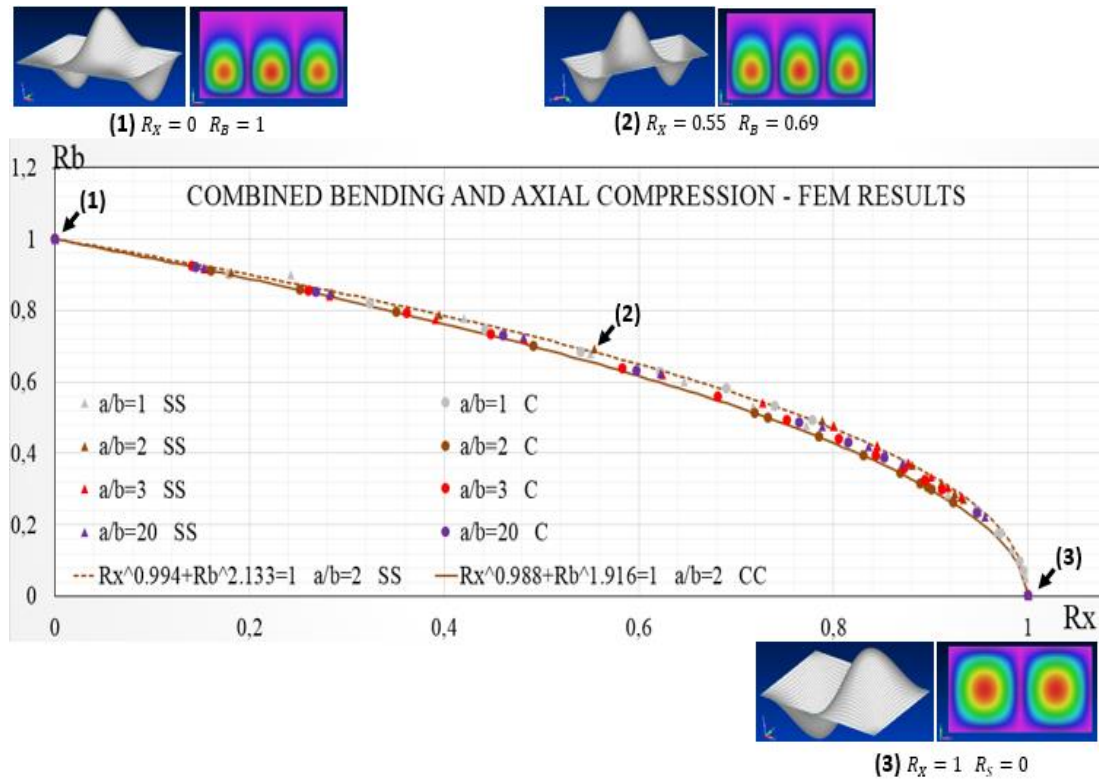 (1) R_X = 0 R_B = 1
(2) R_X = 0.55 R_B = 0.69
Rb
1,2
COMBINED BENDING AND AXIAL COMPRESSION - FEM RESULTS
(1)
1
0,8
(2)
0,6
a/b=1 SS
a/b=1 C
a/b=2 SS
a/b=2 C
0,4
a/b=3 SS
a/b=3 C
0,2
a/b=20 SS
a/b=20 C
Rx^0.994+Rb^2.133=1 a/b=2 SS
Rx^0.988+Rb^1.916=1 a/b=2 CC
(3)
0
0
0,2
0,4
0,6
0,8
1
Rx
(3) R_X = 1 R_S = 0